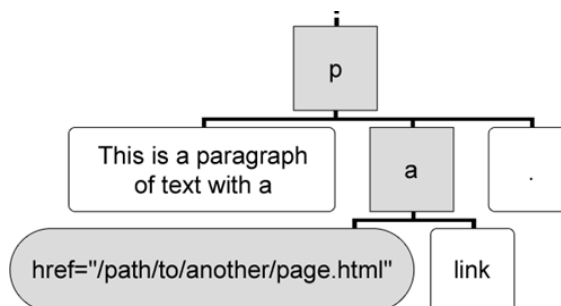 p
This is a paragraph
of text with a
a
.
href="/path/to/another/page.html"
link